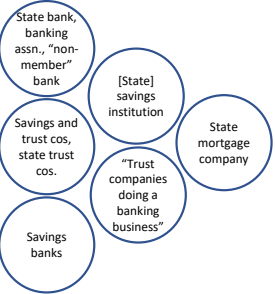 State bank,
banking
assn., “non-
member”
bank
[State]
savings
institution
Savings and
trust cos,
state trust
cos.
State
mortgage
company
“Trust
companies
doing a
banking
business”
Savings
banks